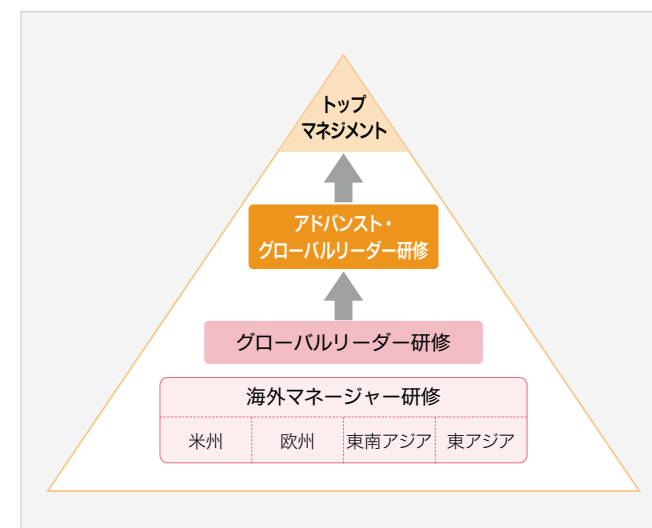 トップ
マネジメント
アドバンスト・
グローバルリーダー研修
グローバルリーダー研修
海外マネージャー研修
米州 欧州 東南アジア 東アジア